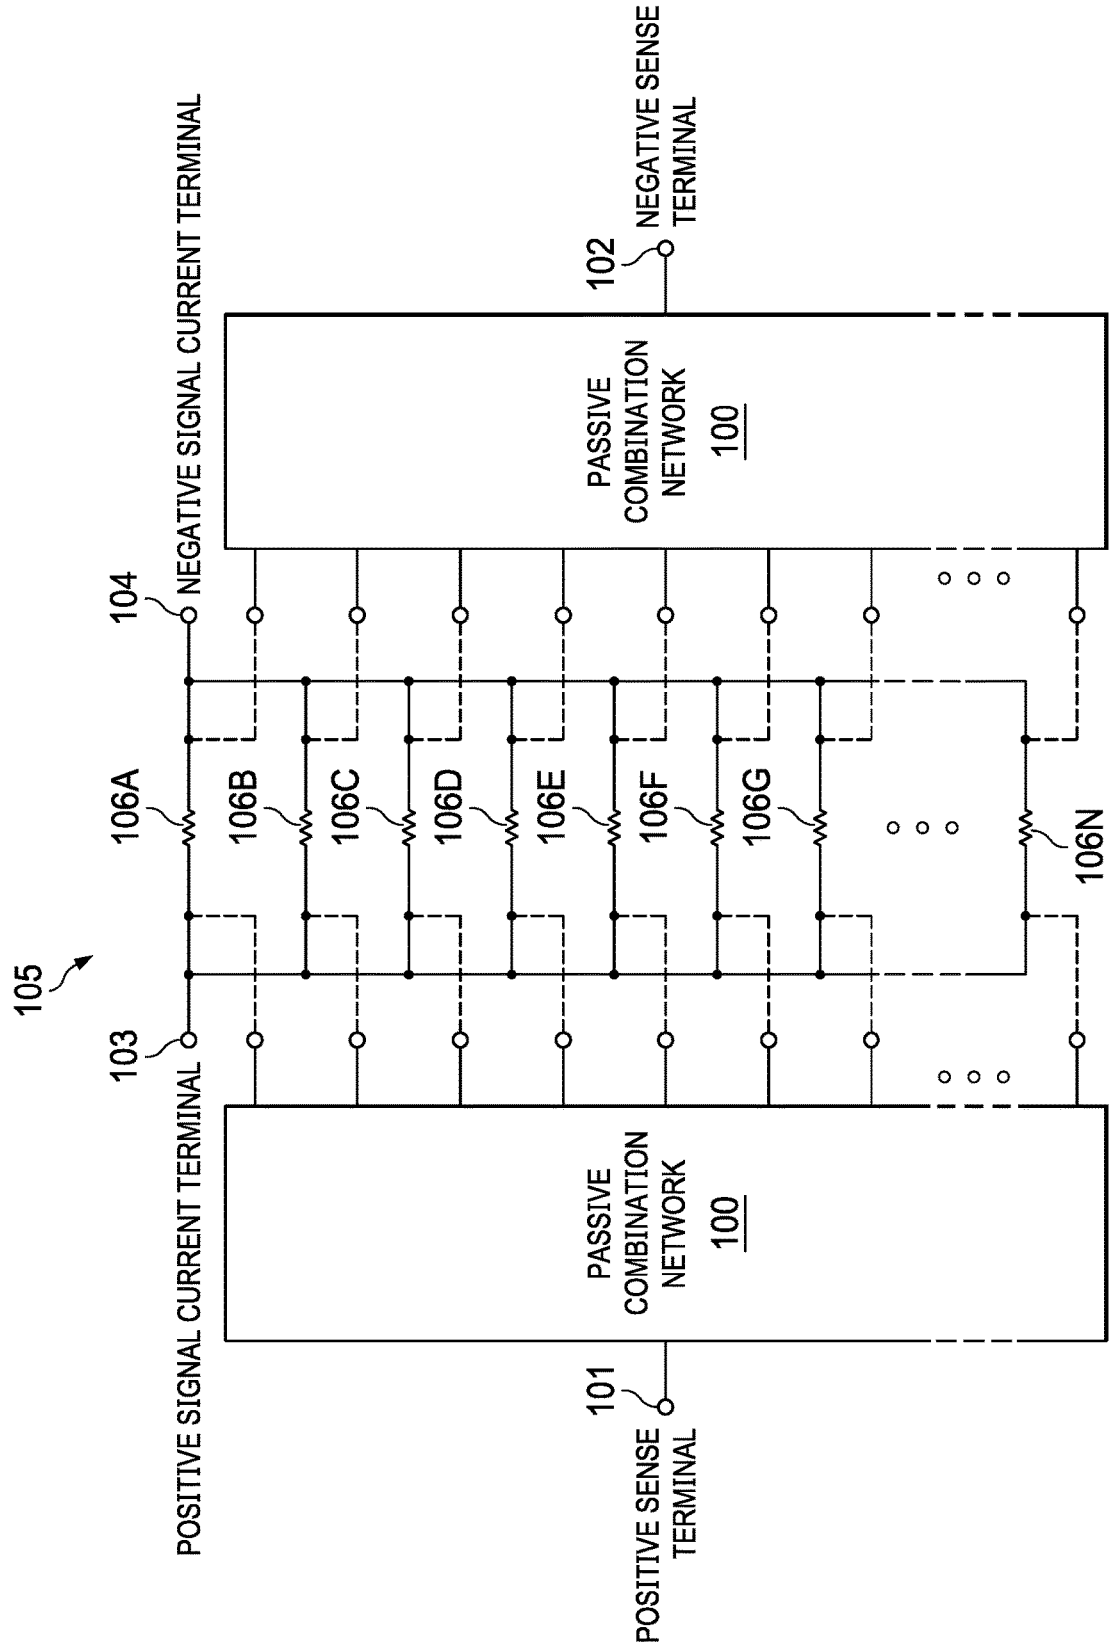 105
POSITIVE SIGNAL CURRENT TERMINAL
103
106A
104
NEGATIVE SIGNAL CURRENT TERMINAL
106B
106C
106D
106E
106F
106G
106N
POSITIVE SENSE
TERMINAL
101
PASSIVE
COMBINATION
NETWORK
100
PASSIVE
COMBINATION
NETWORK
100
102
NEGATIVE SENSE
TERMINAL